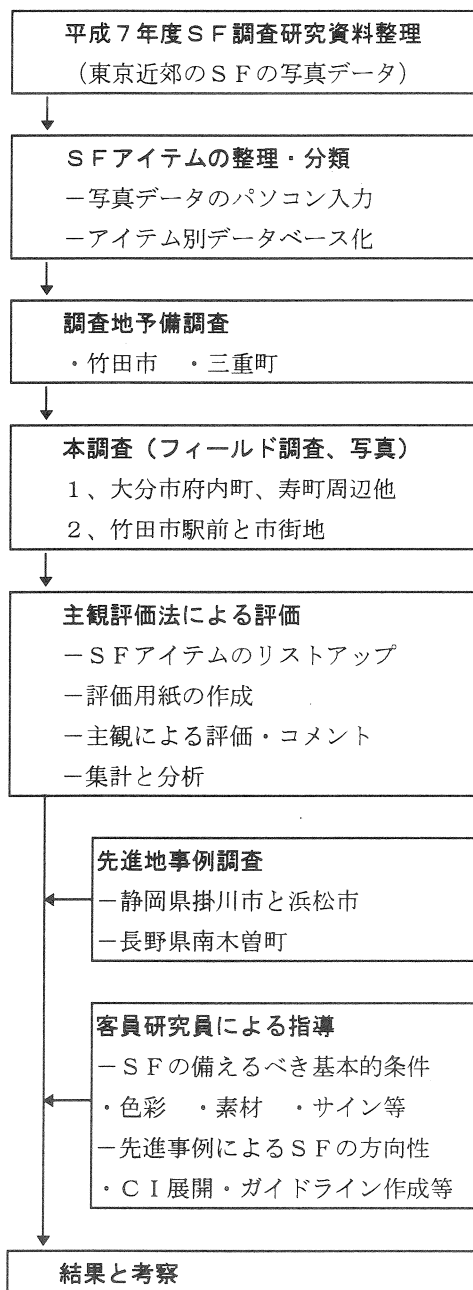 平成７年度ＳＦ調査研究資料整理
（東京近郊のＳＦの写真データ）
ＳＦアイテムの整理・分類
－写真データのパソコン入力
－アイテム別データベース化
調査地予備調査
・竹田市　・三重町
本調査（フィールド調査、写真）
１、大分市府内町、寿町周辺他
２、竹田市駅前と市街地
主観評価法による評価
－ＳＦアイテムのリストアップ
－評価用紙の作成
－主観による評価・コメント
－集計と分析
先進地事例調査
－静岡県掛川市と浜松市
－長野県南木曽町
客員研究員による指導
－ＳＦの備えるべき基本的条件
・色彩　・素材　・サイン等
－先進事例によるＳＦの方向性
・ＣＩ展開・ガイドライン作成等
結果と考察